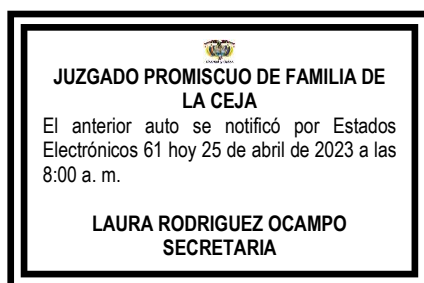 JUZGADO PROMISCUO DE FAMILIA DE
LA CEJA
El anterior auto se notificó por Estados
Electrónicos 61 hoy 25 de abril de 2023 a las
8:00 a. m.
LAURA RODRIGUEZ OCAMPO
SECRETARIA